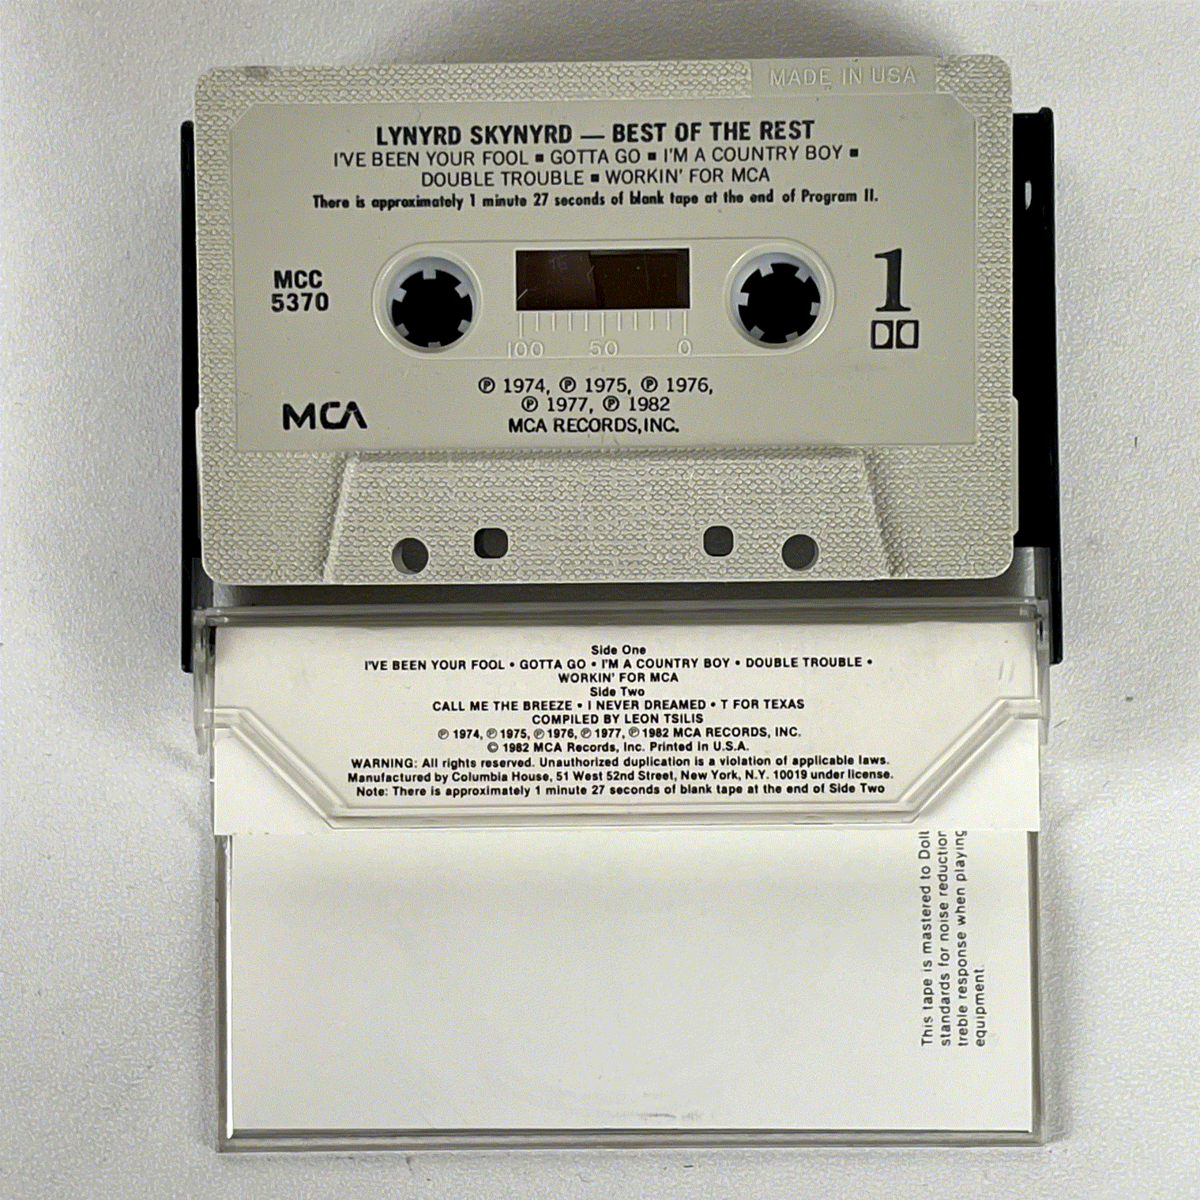 MADE IN USA
LYNYRD SKYNYRD — BEST OF THE REST
I'VE BEEN YOUR FOOL ▪ GOTTA GO ▪ I'M A COUNTRY BOY ▪
DOUBLE TROUBLE ▪ WORKIN' FOR MCA
There is approximately 1 minute 27 seconds of blank tape at the end of Program II.
MCC
5370
1
100 50 0
MCA
℗ 1974, ℗ 1975, ℗ 1976,
℗ 1977, ℗ 1982
MCA RECORDS, INC.
Side One
I'VE BEEN YOUR FOOL • GOTTA GO • I'M A COUNTRY BOY • DOUBLE TROUBLE •
WORKIN' FOR MCA
Side Two
CALL ME THE BREEZE • I NEVER DREAMED • T FOR TEXAS
COMPILED BY LEON TSILIS
℗ 1974, ℗ 1975, ℗ 1976, ℗ 1977, ℗ 1982 MCA RECORDS, INC.
© 1982 MCA Records, Inc. Printed in U.S.A.
WARNING: All rights reserved. Unauthorized duplication is a violation of applicable laws.
Manufactured by Columbia House, 51 West 52nd Street, New York, N.Y. 10019 under license.
Note: There is approximately 1 minute 27 seconds of blank tape at the end of Side Two
This tape is mastered to Dol
standards for noise reduction
treble response when playing
equipment.